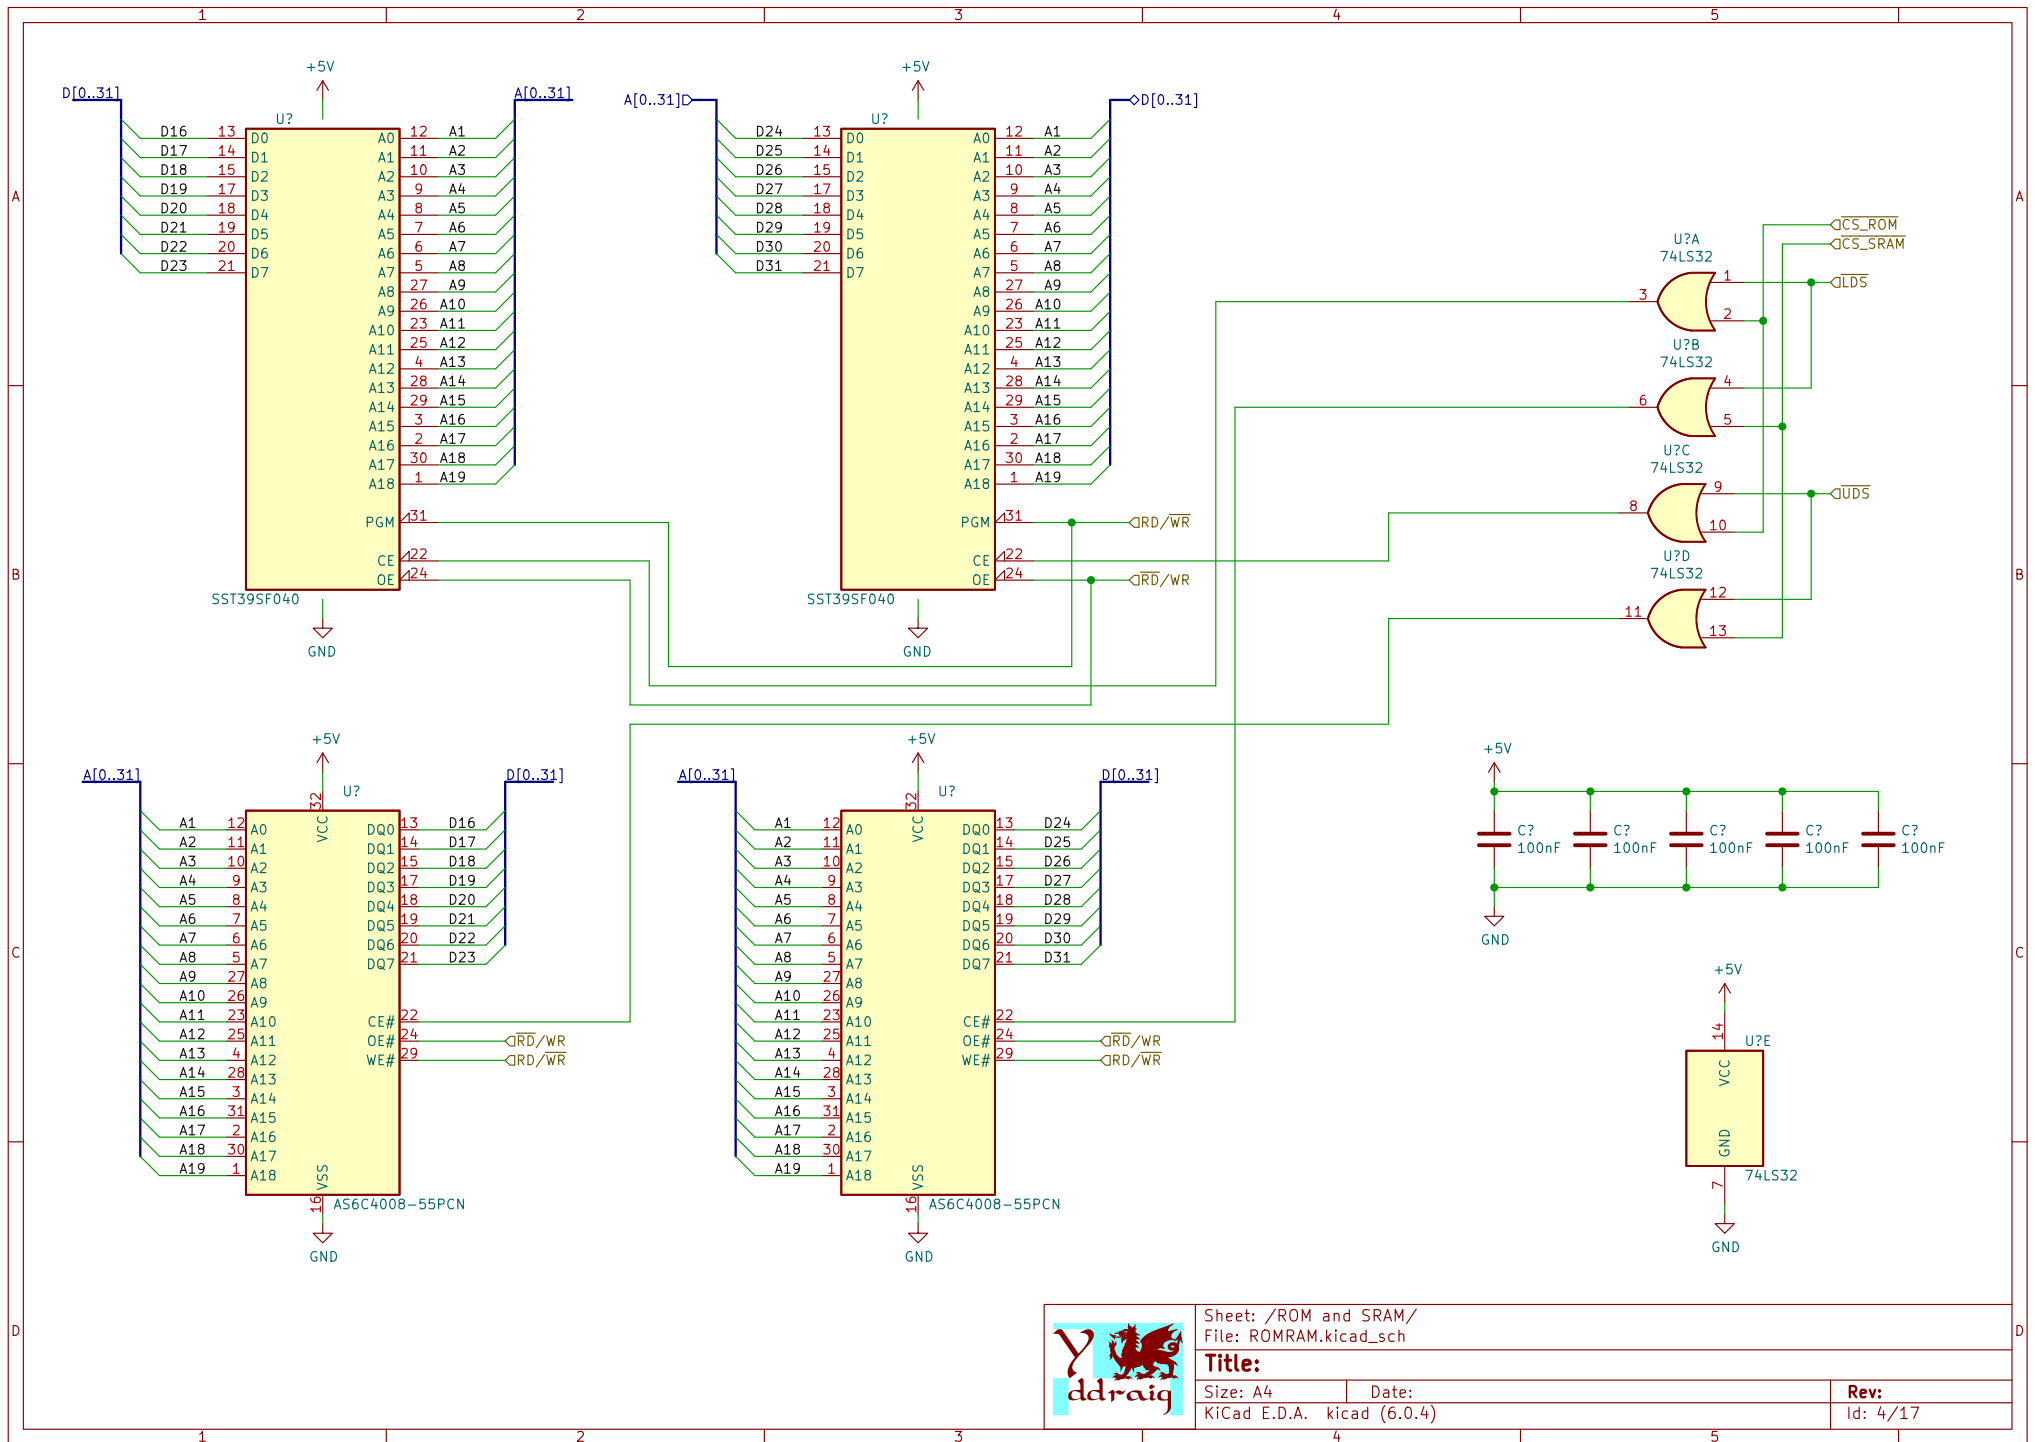 1 2 3 4 5
A
B
C
D
+5V
D[0..31]
A[0..31]
U?
D16 13 D0 A0 12 A1
D17 14 D1 A1 11 A2
D18 15 D2 A2 10 A3
D19 17 D3 A3 9 A4
D20 18 D4 A4 8 A5
D21 19 D5 A5 7 A6
D22 20 D6 A6 6 A7
D23 21 D7 A7 5 A8
A8 27 A9
A9 26 A10
A10 23 A11
A11 25 A12
A12 4 A13
A13 28 A14
A14 29 A15
A15 3 A16
A16 2 A17
A17 30 A18
A18 1 A19
PGM 31
CE 22
OE 24
SST39SF040
GND
+5V
A[0..31]
D[0..31]
U?
D24 13 D0 A0 12 A1
D25 14 D1 A1 11 A2
D26 15 D2 A2 10 A3
D27 17 D3 A3 9 A4
D28 18 D4 A4 8 A5
D29 19 D5 A5 7 A6
D30 20 D6 A6 6 A7
D31 21 D7 A7 5 A8
A8 27 A9
A9 26 A10
A10 23 A11
A11 25 A12
A12 4 A13
A13 28 A14
A14 29 A15
A15 3 A16
A16 2 A17
A17 30 A18
A18 1 A19
PGM 31 RD/WR
CE 22
OE 24 RD/WR
SST39SF040
GND
CS_ROM
CS_SRAM
U?A
74LS32
3 1 LDS
2
U?B
74LS32
6 4
5
U?C
74LS32
8 9 UDS
10
U?D
74LS32
11 12
13
+5V
A[0..31]
D[0..31]
U?
32
VCC
A1 12 A0 DQ0 13 D16
A2 11 A1 DQ1 14 D17
A3 10 A2 DQ2 15 D18
A4 9 A3 DQ3 17 D19
A5 8 A4 DQ4 18 D20
A6 7 A5 DQ5 19 D21
A7 6 A6 DQ6 20 D22
A8 5 A7 DQ7 21 D23
A9 27 A8
A10 26 A9
A11 23 A10 CE# 22
A12 25 A11 OE# 24 RD/WR
A13 4 A12 WE# 29 RD/WR
A14 28 A13
A15 3 A14
A16 31 A15
A17 2 A16
A18 30 A17
A19 1 A18
VSS
16
AS6C4008-55PCN
GND
+5V
A[0..31]
D[0..31]
U?
32
VCC
A1 12 A0 DQ0 13 D24
A2 11 A1 DQ1 14 D25
A3 10 A2 DQ2 15 D26
A4 9 A3 DQ3 17 D27
A5 8 A4 DQ4 18 D28
A6 7 A5 DQ5 19 D29
A7 6 A6 DQ6 20 D30
A8 5 A7 DQ7 21 D31
A9 27 A8
A10 26 A9
A11 23 A10 CE# 22
A12 25 A11 OE# 24 RD/WR
A13 4 A12 WE# 29 RD/WR
A14 28 A13
A15 3 A14
A16 31 A15
A17 2 A16
A18 30 A17
A19 1 A18
VSS
16
AS6C4008-55PCN
GND
+5V
C? C? C? C? C?
100nF 100nF 100nF 100nF 100nF
GND
+5V
14
U?E
VCC
GND
74LS32
7
GND
Y
ddraig
Sheet: /ROM and SRAM/
File: ROMRAM.kicad_sch
Title:
Size: A4 Date: Rev:
KiCad E.D.A. kicad (6.0.4) Id: 4/17
A
B
C
D
1 2 3 4 5